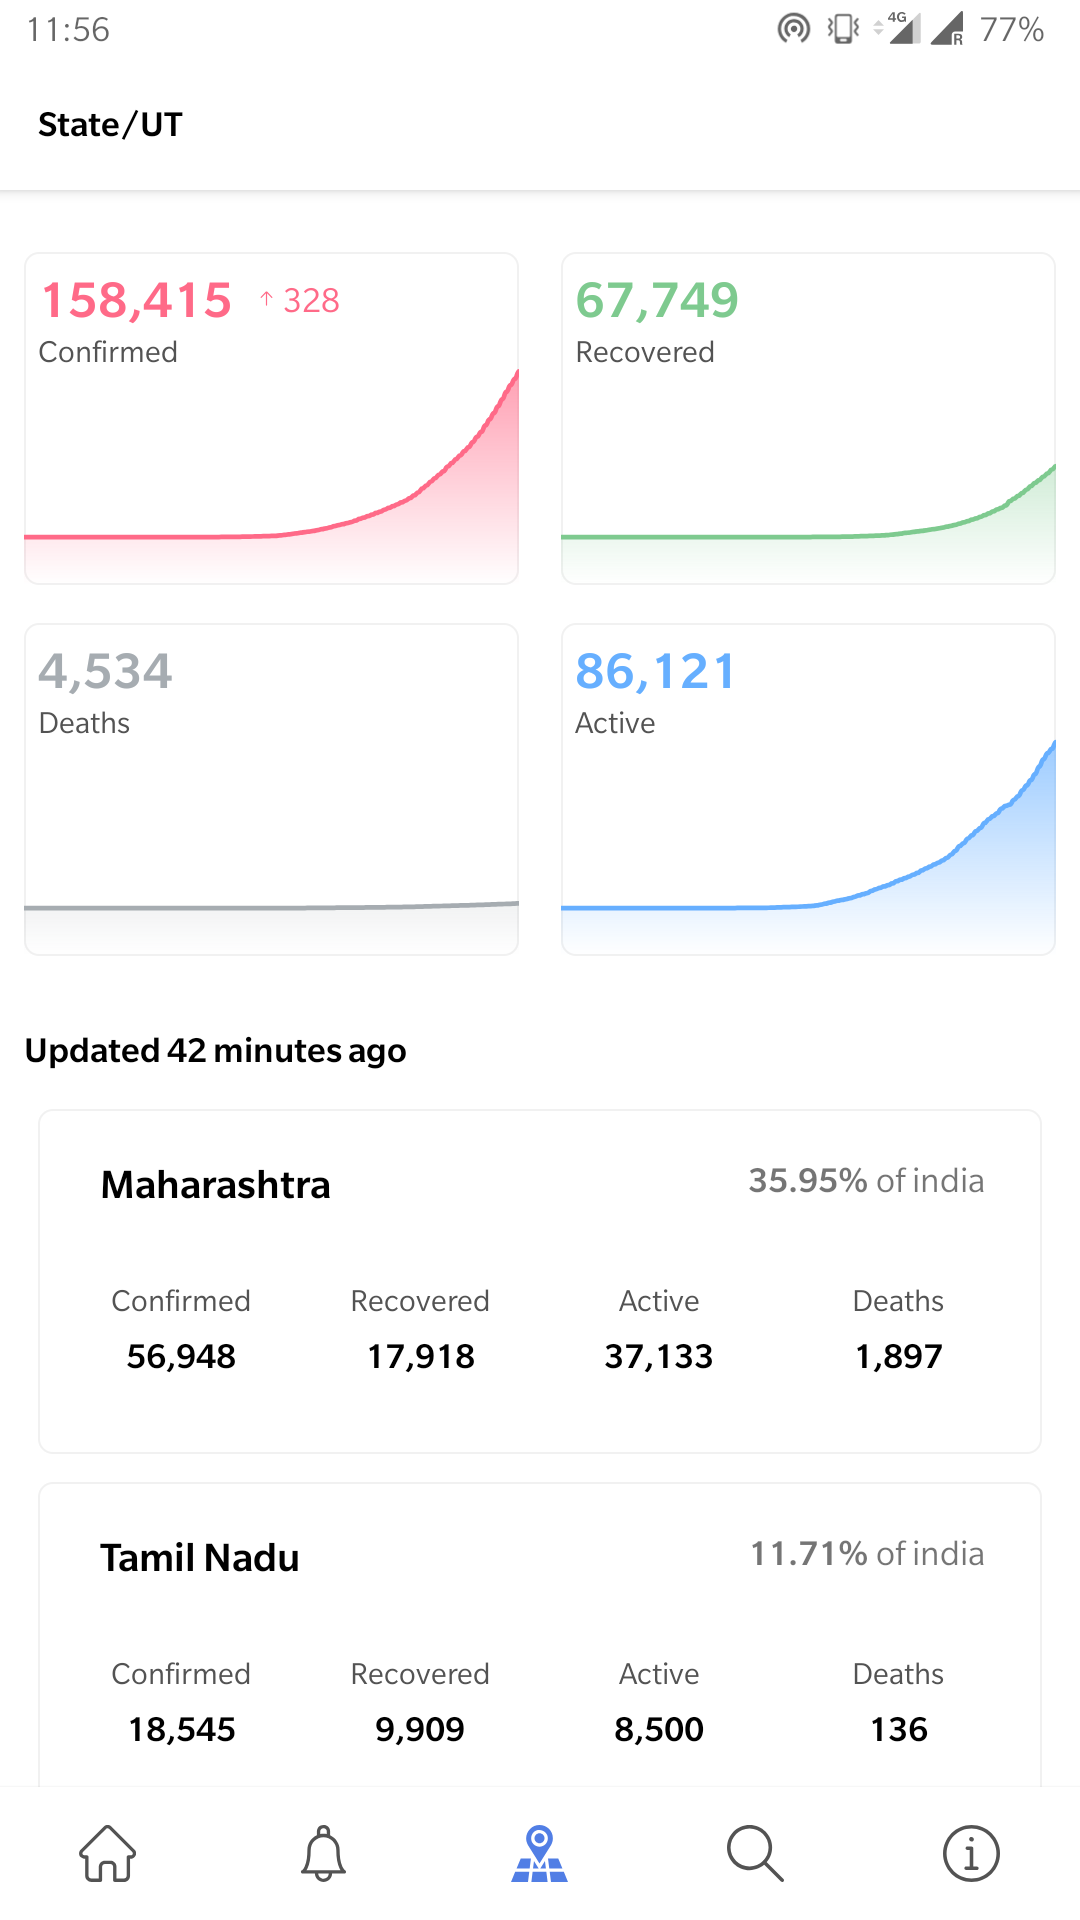 11:56 4G R 77%
State/UT
158,415 ↑ 328
Confirmed
67,749
Recovered
4,534
Deaths
86,121
Active
Updated 42 minutes ago
Maharashtra 35.95% of india
Confirmed Recovered Active Deaths
56,948 17,918 37,133 1,897
Tamil Nadu 11.71% of india
Confirmed Recovered Active Deaths
18,545 9,909 8,500 136